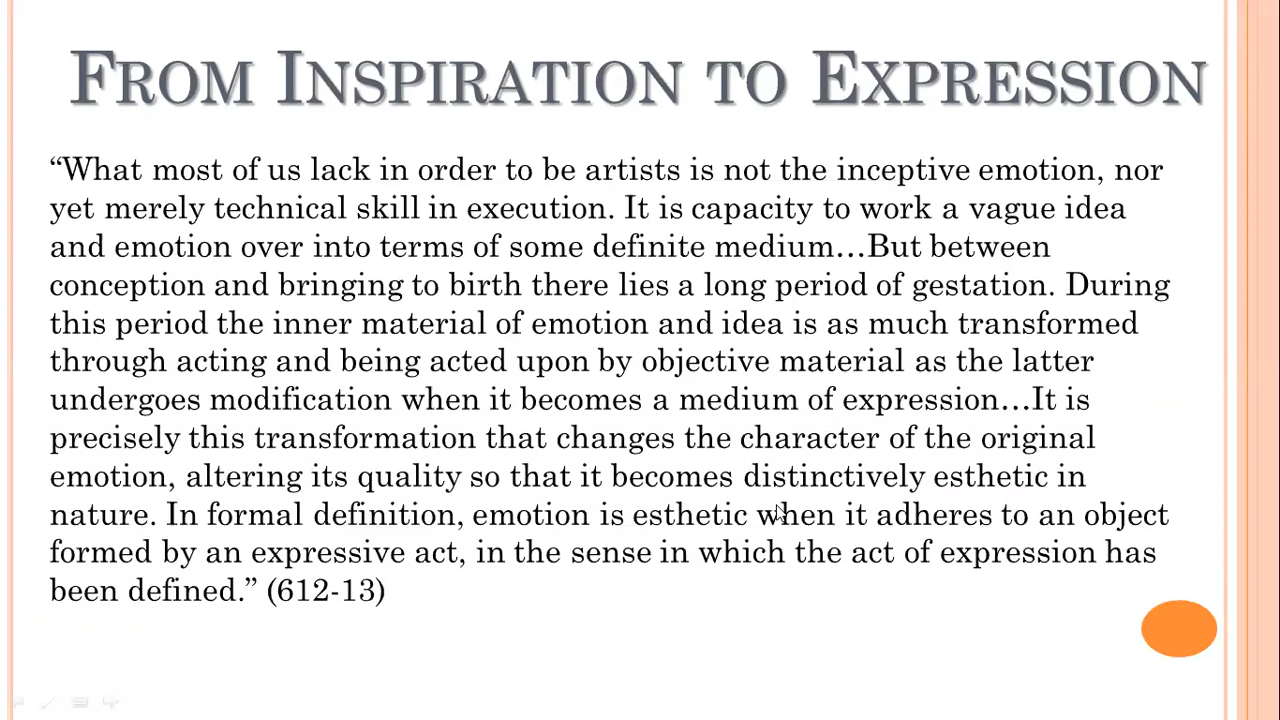 FROM INSPIRATION TO EXPRESSION
“What most of us lack in order to be artists is not the inceptive emotion, nor
yet merely technical skill in execution. It is capacity to work a vague idea
and emotion over into terms of some definite medium…But between
conception and bringing to birth there lies a long period of gestation. During
this period the inner material of emotion and idea is as much transformed
through acting and being acted upon by objective material as the latter
undergoes modification when it becomes a medium of expression…It is
precisely this transformation that changes the character of the original
emotion, altering its quality so that it becomes distinctively esthetic in
nature. In formal definition, emotion is esthetic when it adheres to an object
formed by an expressive act, in the sense in which the act of expression has
been defined.” (612-13)